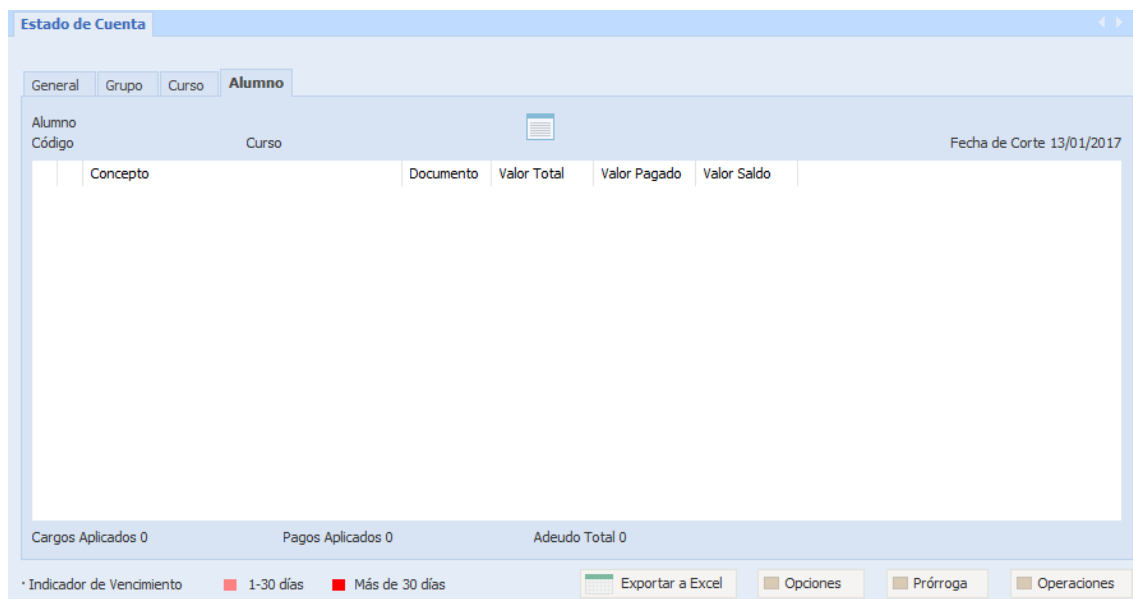 Estado de Cuenta
General Grupo Curso Alumno
Alumno
Código Curso Fecha de Corte 13/01/2017
Concepto Documento Valor Total Valor Pagado Valor Saldo
Cargos Aplicados 0 Pagos Aplicados 0 Adeudo Total 0
· Indicador de Vencimiento 1-30 días Más de 30 días Exportar a Excel Opciones Prórroga Operaciones